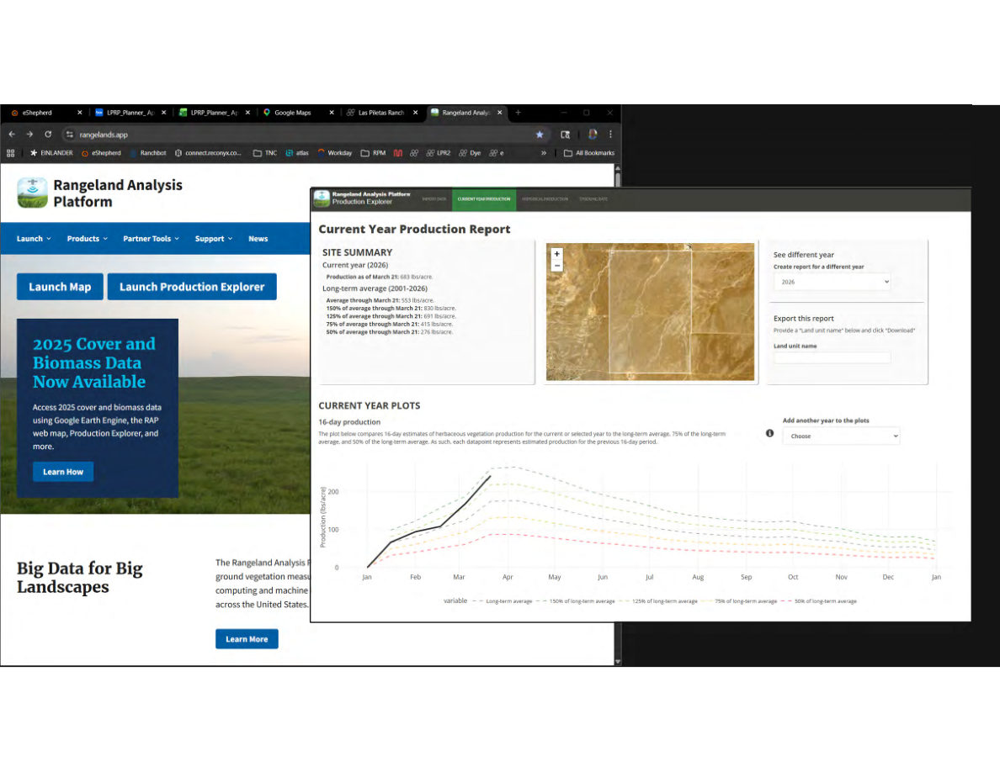 eShepherd
LPRP_Planner_Ap
LPRP_Planner_Ap
Google Maps
Las Piletas Ranch
Rangeland Analy
rangelands.app
EINLANDER
eShepherd
Ranchbot
connect.reconyx.co...
TNC
atlas
Workday
RPM
LPR2
Dye
e
»
All Bookmarks
Rangeland Analysis
Platform
Launch
Products
Partner Tools
Support
News
Launch Map
Launch Production Explorer
2025 Cover and
Biomass Data
Now Available
Access 2025 cover and biomass data
using Google Earth Engine, the RAP
web map, Production Explorer, and
more.
Learn How
Big Data for Big
Landscapes
The Rangeland Analysis P
ground vegetation measu
computing and machine
across the United States.
Learn More
Rangeland Analysis Platform
Production Explorer
IMPORT DATA
CURRENT YEAR PRODUCTION
HISTORICAL PRODUCTION
STOCKING RATE
Current Year Production Report
SITE SUMMARY
Current year (2026)
Production as of March 21: 683 lbs/acre.
Long-term average (2001-2026)
Average through March 21: 553 lbs/acre.
150% of average through March 21: 830 lbs/acre.
125% of average through March 21: 691 lbs/acre.
75% of average through March 21: 415 lbs/acre.
50% of average through March 21: 276 lbs/acre.
+
−
See different year
Create report for a different year
2026
Export this report
Provide a "Land unit name" below and click "Download"
Land unit name
CURRENT YEAR PLOTS
16-day production
The plot below compares 16-day estimates of herbaceous vegetation production for the current or selected year to the long-term average, 75% of the long-term
average, and 50% of the long-term average. As such, each datapoint represents estimated production for the previous 16-day period.
Add another year to the plots
Choose
Production (lbs/acre)
200
100
0
Jan Feb Mar Apr May Jun Jul Aug Sep Oct Nov Dec Jan
variable Long-term average 150% of long-term average 125% of long-term average 75% of long-term average 50% of long-term average